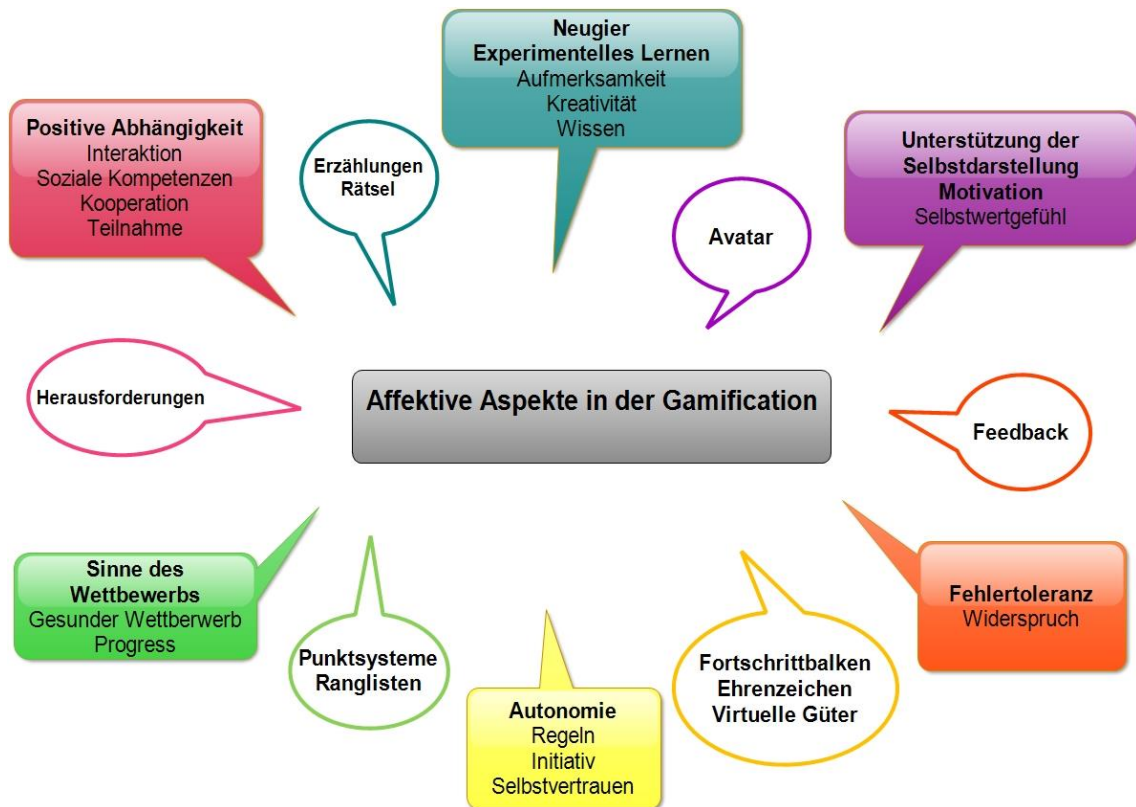 Neugier
Experimentelles Lernen
Aufmerksamkeit
Kreativität
Wissen
Positive Abhängigkeit
Interaktion
Soziale Kompetenzen
Kooperation
Teilnahme
Erzählungen
Rätsel
Avatar
Unterstützung der
Selbstdarstellung
Motivation
Selbstwertgefühl
Herausforderungen
Affektive Aspekte in der Gamification
Feedback
Sinne des
Wettbewerbs
Gesunder Wettberwerb
Progress
Punktsysteme
Ranglisten
Autonomie
Regeln
Initiativ
Selbstvertrauen
Fortschrittbalken
Ehrenzeichen
Virtuelle Güter
Fehlertoleranz
Widerspruch